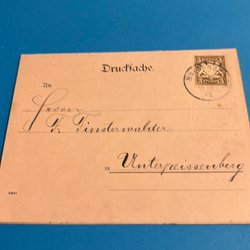 Drucksache.
An
Herrn
F. Finsterwalder
in Unterpeissenberg